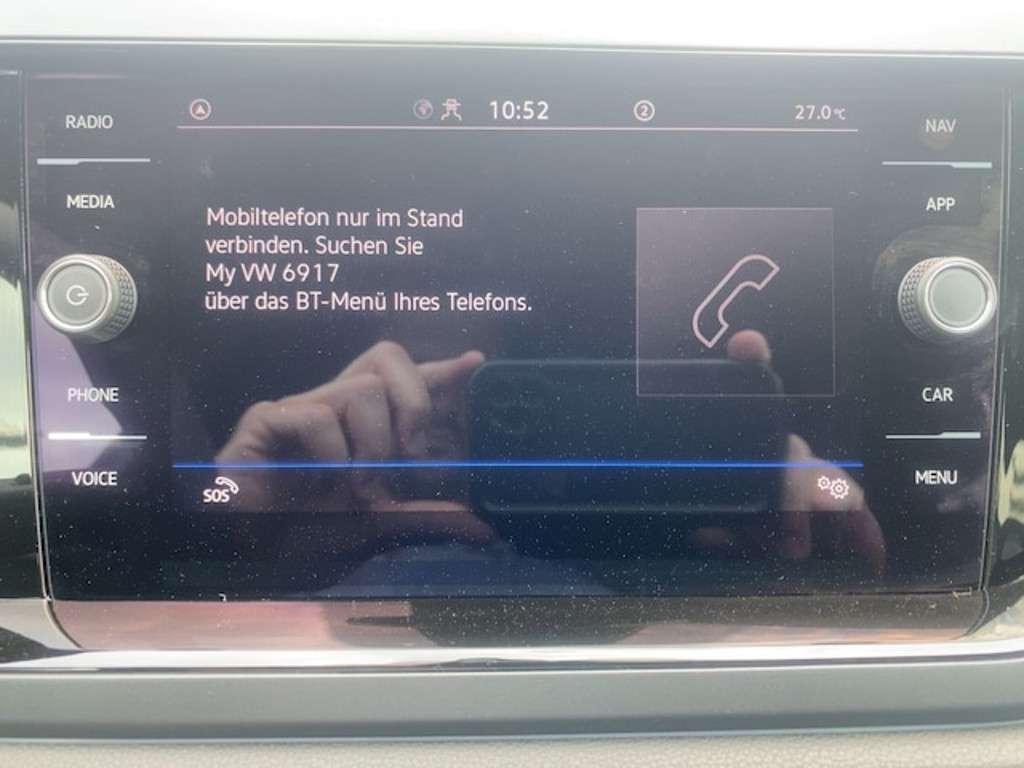 RADIO
MEDIA
PHONE
VOICE
10:52
2
27.0°C
Mobiltelefon nur im Stand
verbinden. Suchen Sie
My VW 6917
über das BT-Menü Ihres Telefons.
SOS
NAV
APP
CAR
MENU